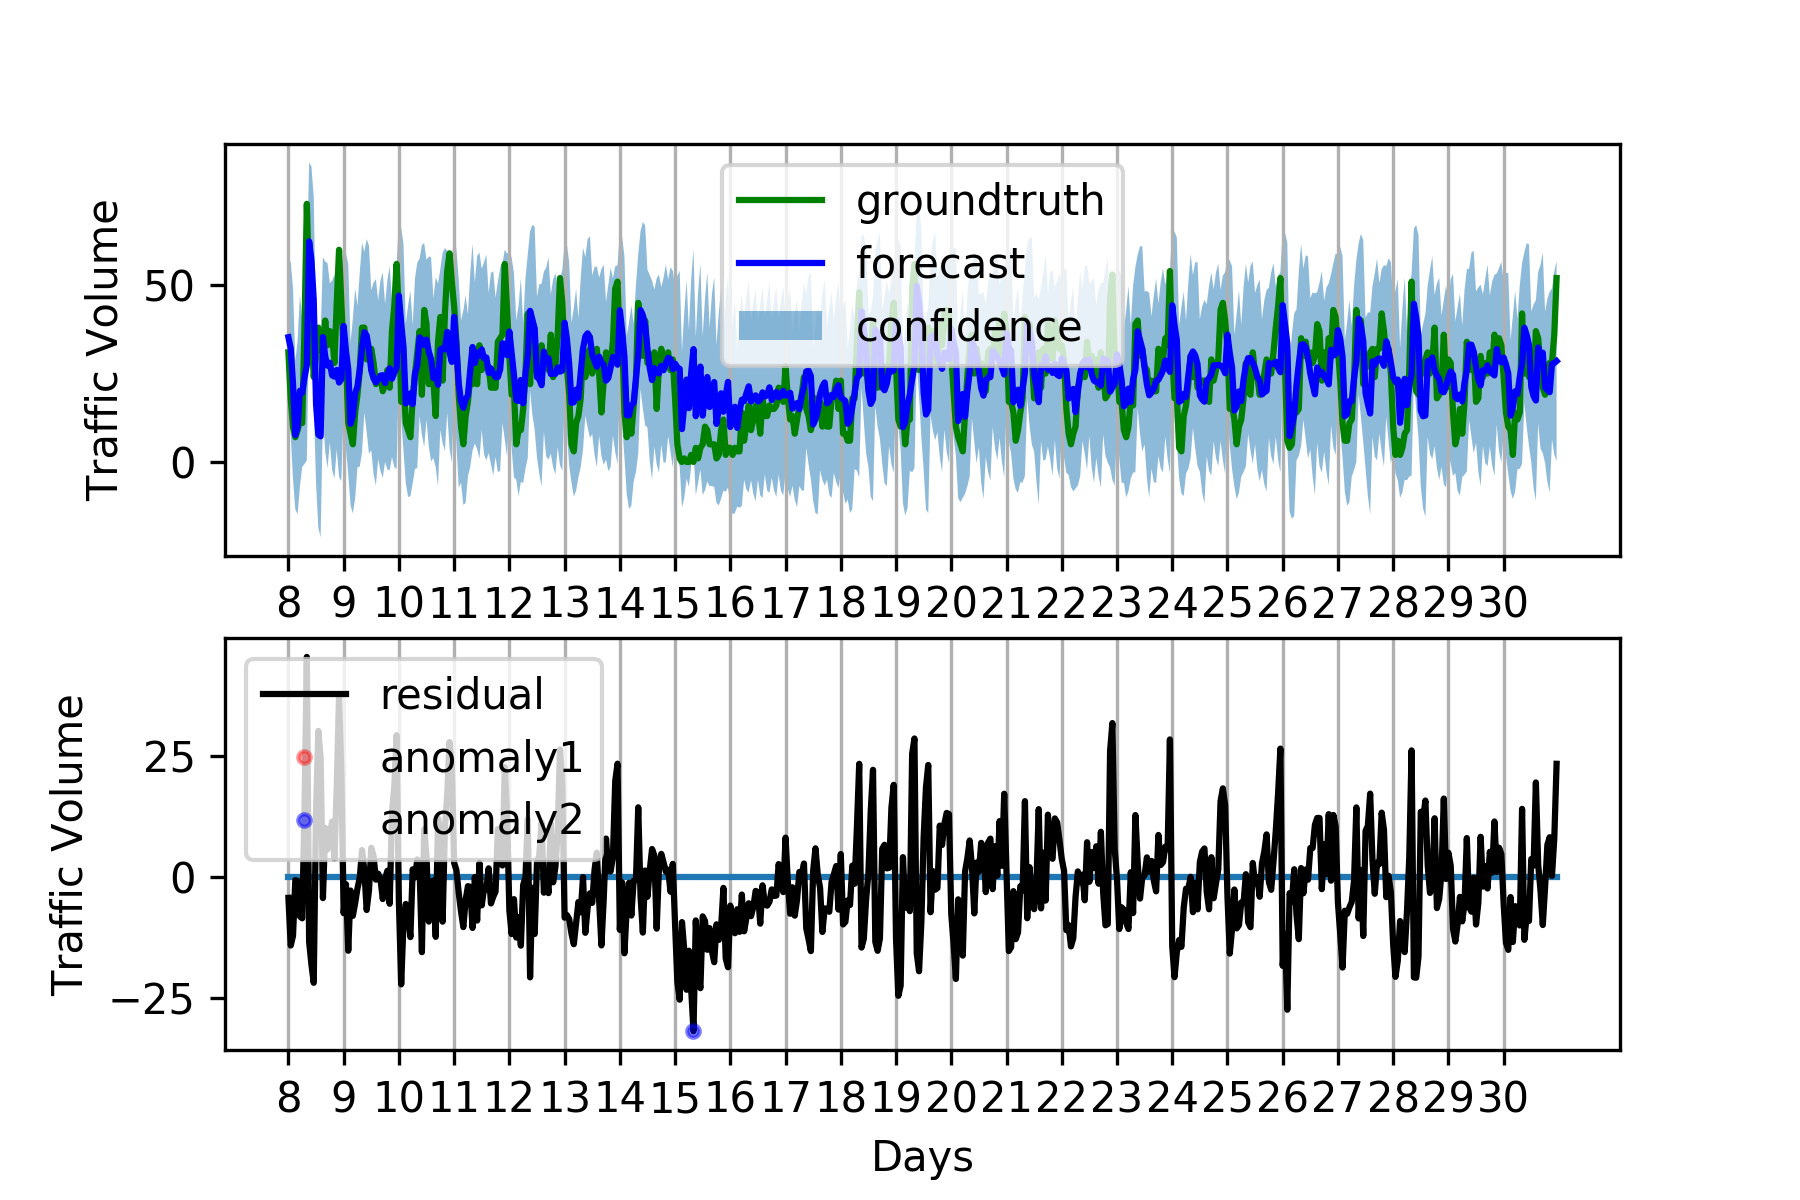 Traffic Volume
50
0
groundtruth
forecast
confidence
8 9 10 11 12 13 14 15 16 17 18 19 20 21 22 23 24 25 26 27 28 29 30
Traffic Volume
25
0
−25
residual
anomaly1
anomaly2
8 9 10 11 12 13 14 15 16 17 18 19 20 21 22 23 24 25 26 27 28 29 30
Days